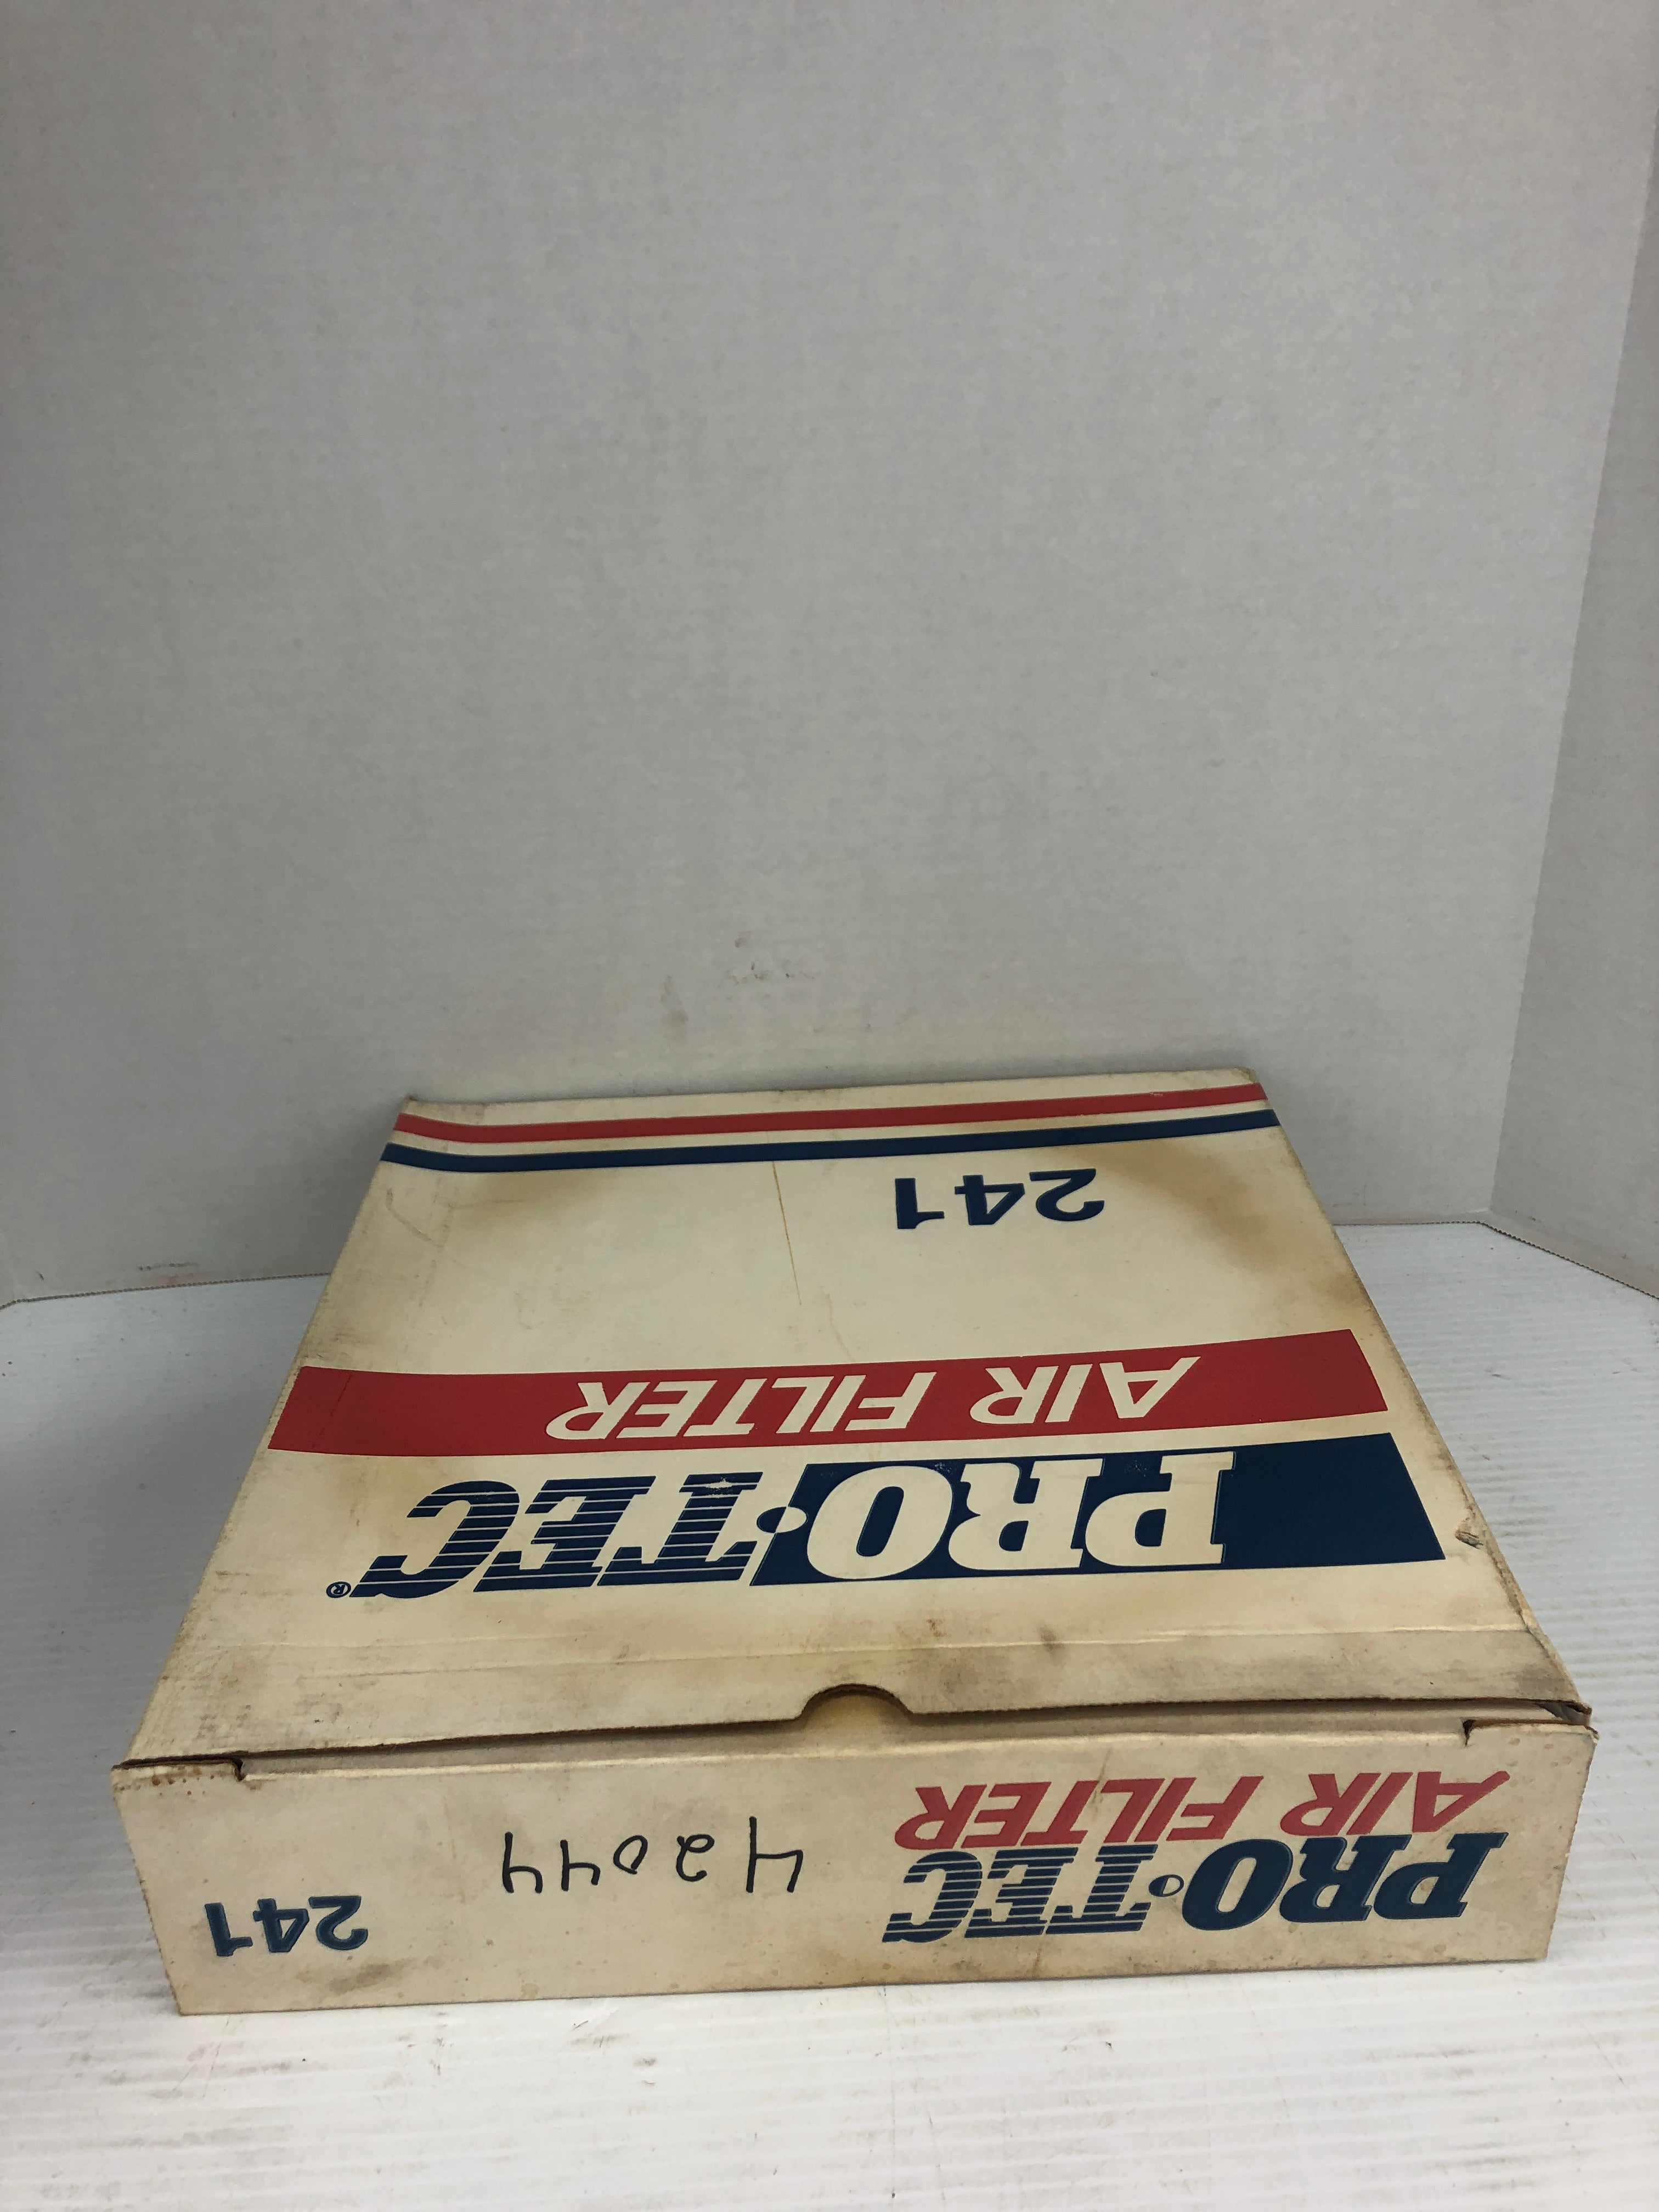 PRO•TEC®
AIR FILTER
241
PRO•TEC
AIR FILTER
42044
241